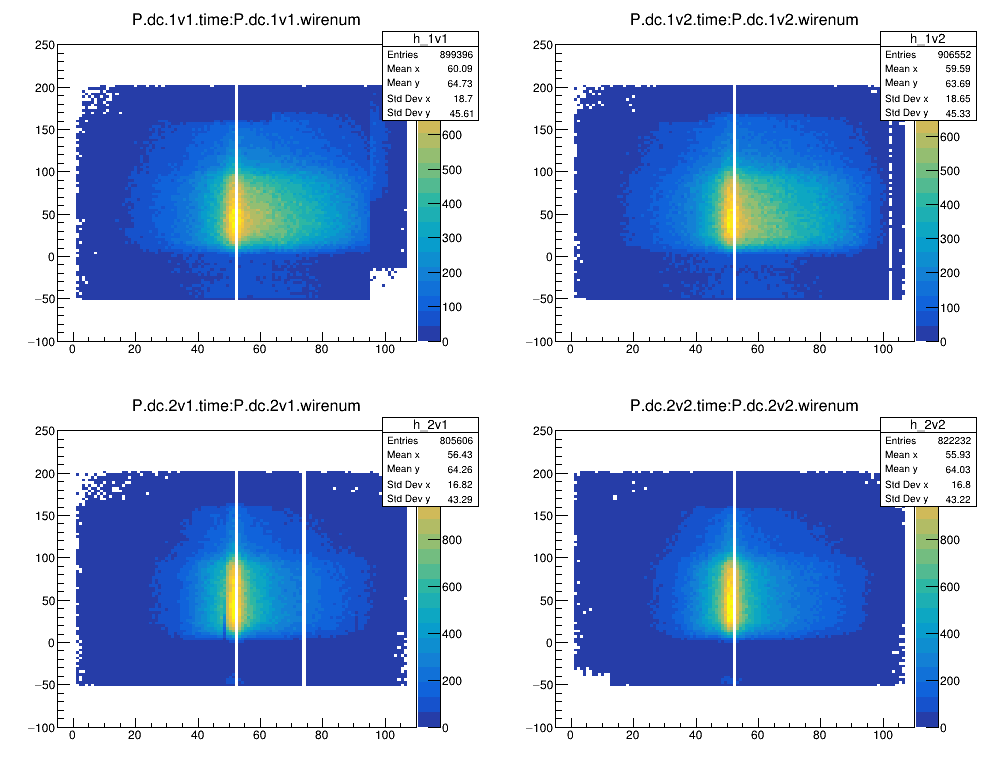 P.dc.1v1.time:P.dc.1v1.wirenum
h_1v1
Entries 899396
Mean x 60.09
Mean y 64.73
Std Dev x 18.7
Std Dev y 45.61
250
200
150
100
50
0
−50
−100
0 20 40 60 80 100
600
500
400
300
200
100
0
P.dc.1v2.time:P.dc.1v2.wirenum
h_1v2
Entries 906552
Mean x 59.59
Mean y 63.69
Std Dev x 18.65
Std Dev y 45.33
250
200
150
100
50
0
−50
−100
0 20 40 60 80 100
600
500
400
300
200
100
0
P.dc.2v1.time:P.dc.2v1.wirenum
h_2v1
Entries 805606
Mean x 56.43
Mean y 64.26
Std Dev x 16.82
Std Dev y 43.29
250
200
150
100
50
0
−50
−100
0 20 40 60 80 100
800
600
400
200
0
P.dc.2v2.time:P.dc.2v2.wirenum
h_2v2
Entries 822232
Mean x 55.93
Mean y 64.03
Std Dev x 16.8
Std Dev y 43.22
250
200
150
100
50
0
−50
−100
0 20 40 60 80 100
800
600
400
200
0